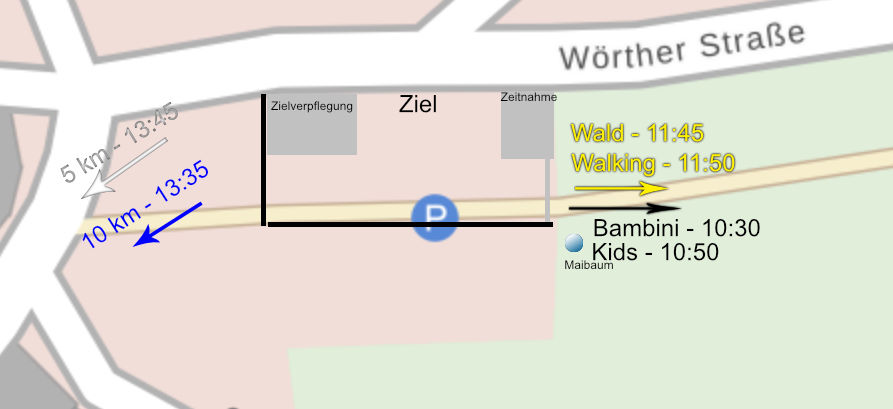 Wörther Straße
Zielverpflegung
Ziel
Zeitnahme
5 km - 13:45
10 km - 13:35
Wald - 11:45
Walking - 11:50
P
Bambini - 10:30
Kids - 10:50
Maibaum